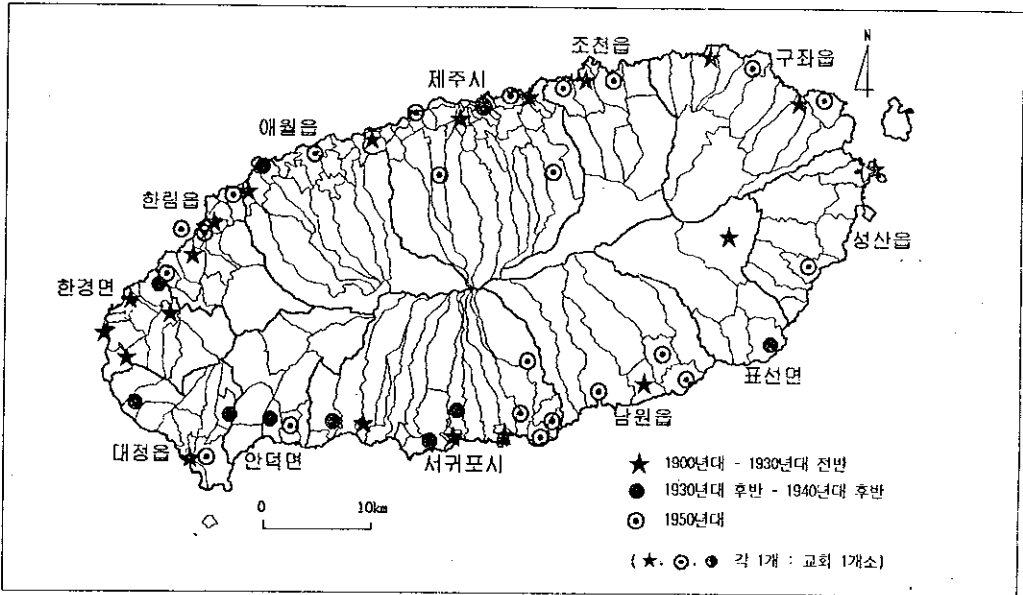 N
조천읍
구좌읍
제주시
애월읍
한림읍
성산읍
한경면
표선면
남원읍
대정읍
안덕면
서귀포시
★ 1900년대 - 1930년대 전반
● 1930년대 후반 - 1940년대 후반
◉ 1950년대
0 10km
(★. ◉. ● 각 1개 : 교회 1개소)